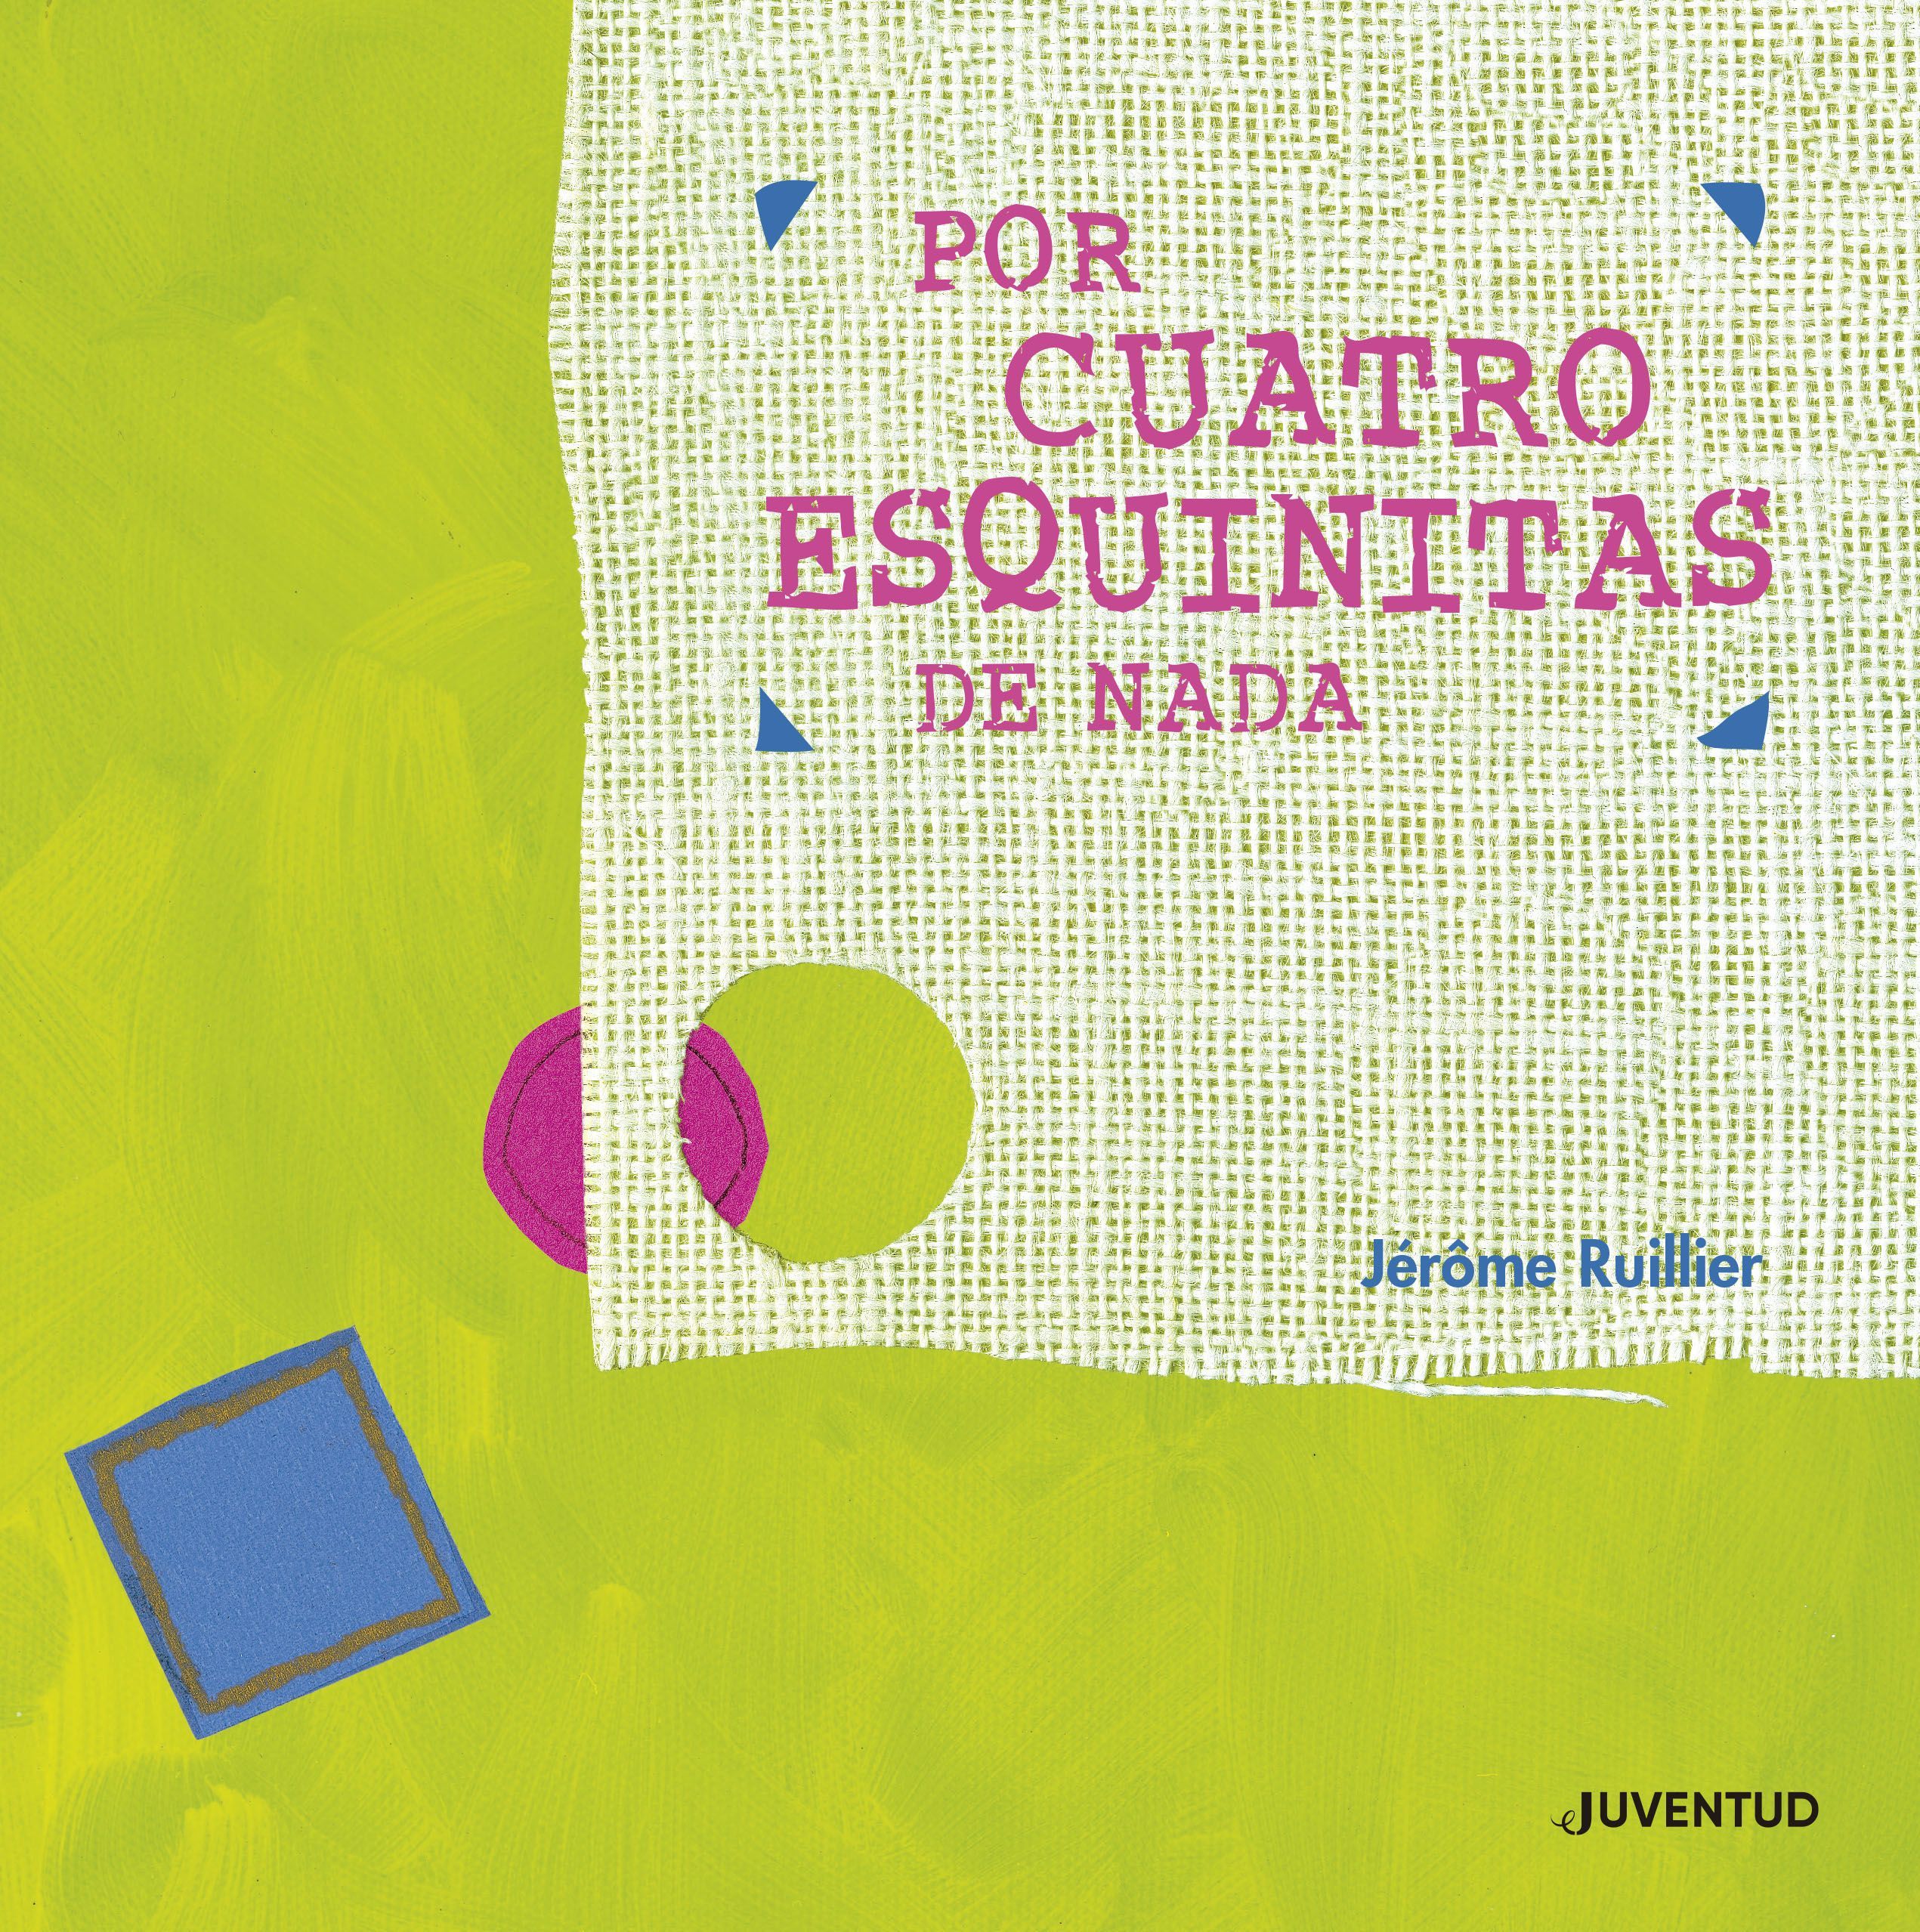 POR
CUATRO
ESQUINITAS
DE NADA
Jérôme Ruillier
JUVENTUD